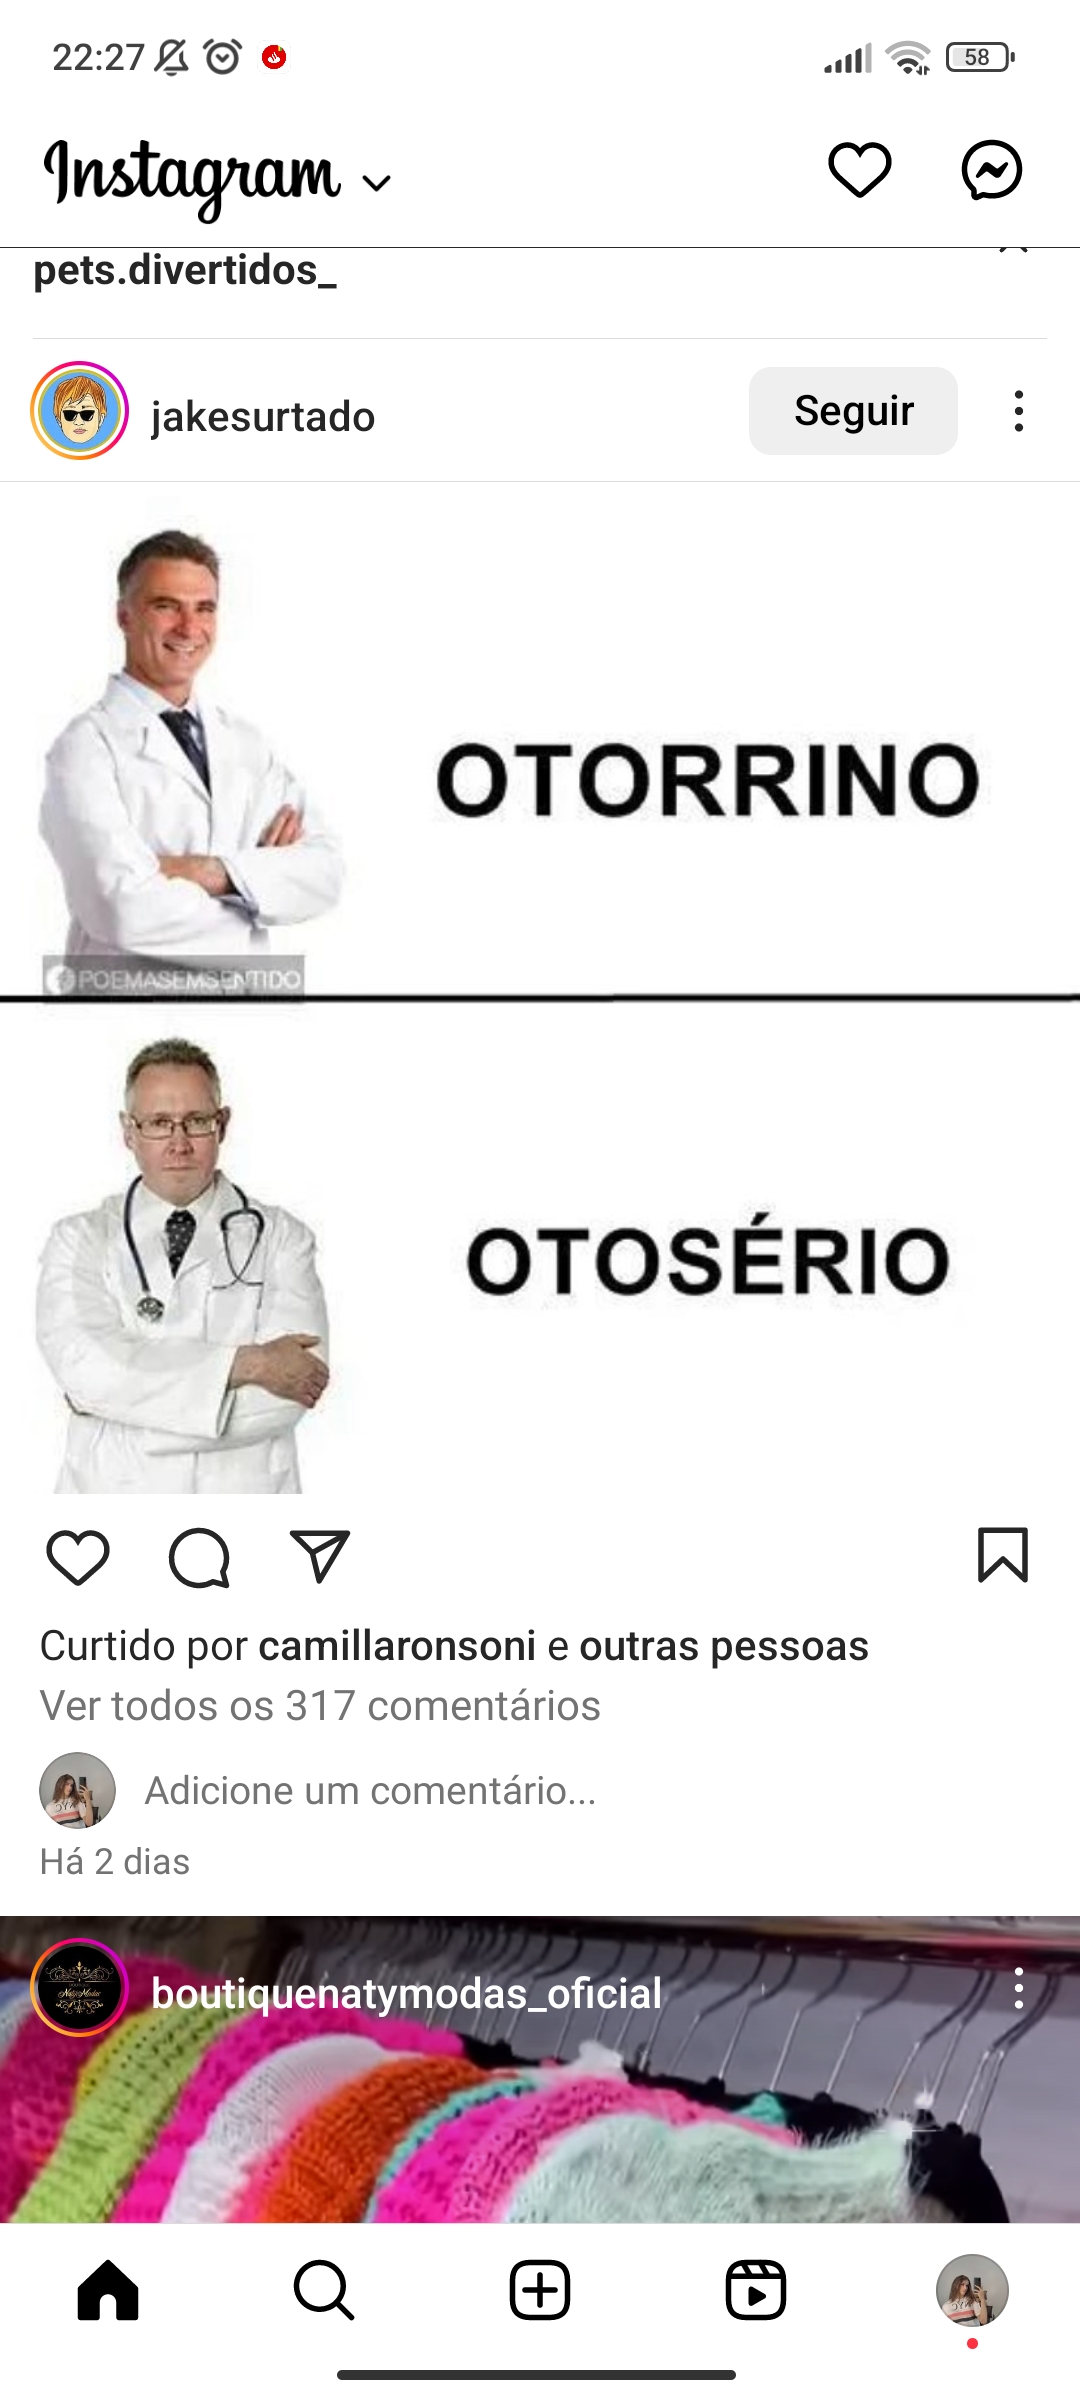 22:27
58
Instagram
pets.divertidos_
jakesurtado
Seguir
OTORRINO
POEMASEMSENTIDO
OTOSÉRIO
Curtido por camillaronsoni e outras pessoas
Ver todos os 317 comentários
Adicione um comentário...
Há 2 dias
boutiquenatymodas_oficial